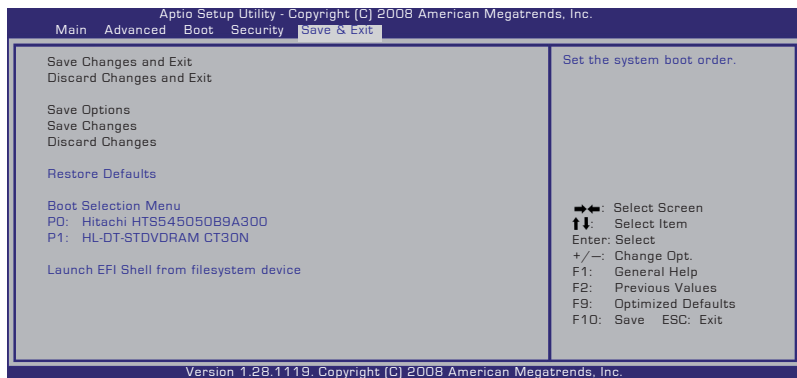 Aptio Setup Utility - Copyright (C) 2008 American Megatrends, Inc.
Main Advanced Boot Security Save & Exit
Save Changes and Exit
Discard Changes and Exit
Save Options
Save Changes
Discard Changes
Restore Defaults
Boot Selection Menu
P0: Hitachi HTS545050B9A300
P1: HL-DT-STDVDRAM CT30N
Launch EFI Shell from filesystem device
Set the system boot order.
→←: Select Screen
↑↓: Select Item
Enter: Select
+/—: Change Opt.
F1: General Help
F2: Previous Values
F9: Optimized Defaults
F10: Save ESC: Exit
Version 1.28.1119. Copyright (C) 2008 American Megatrends, Inc.